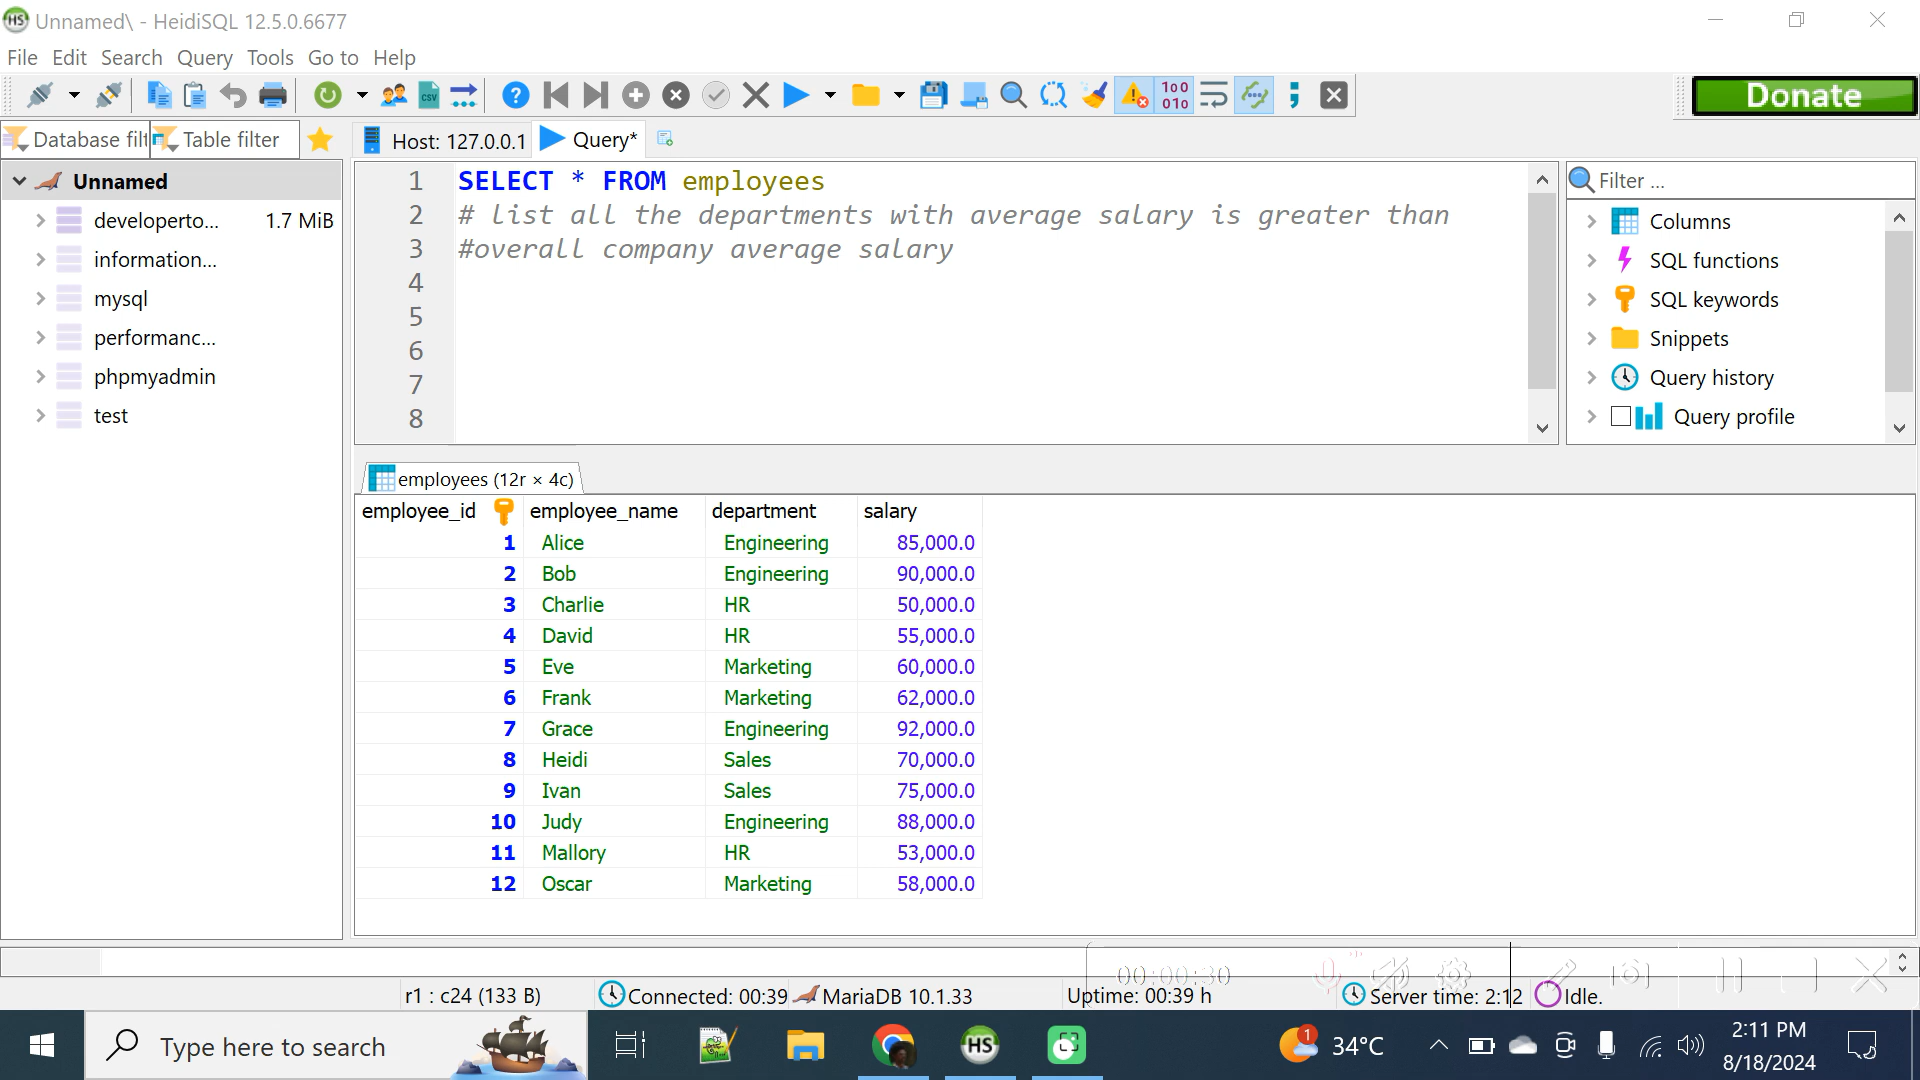 Unnamed\ - HeidiSQL 12.5.0.6677
File Edit Search Query Tools Go to Help
Donate
Database filt Table filter Host: 127.0.0.1 Query*
Unnamed
developerto... 1.7 MiB
information...
mysql
performanc...
phpmyadmin
test
1 SELECT * FROM employees
2 # list all the departments with average salary is greater than
3 #overall company average salary
4
5
6
7
8
Filter ...
Columns
SQL functions
SQL keywords
Snippets
Query history
Query profile
employees (12r × 4c)
employee_id employee_name department salary
1 Alice Engineering 85,000.0
2 Bob Engineering 90,000.0
3 Charlie HR 50,000.0
4 David HR 55,000.0
5 Eve Marketing 60,000.0
6 Frank Marketing 62,000.0
7 Grace Engineering 92,000.0
8 Heidi Sales 70,000.0
9 Ivan Sales 75,000.0
10 Judy Engineering 88,000.0
11 Mallory HR 53,000.0
12 Oscar Marketing 58,000.0
00:00:30
r1 : c24 (133 B) Connected: 00:39 MariaDB 10.1.33 Uptime: 00:39 h Server time: 2:12 Idle.
Type here to search HS 1 34°C 2:11 PM
8/18/2024